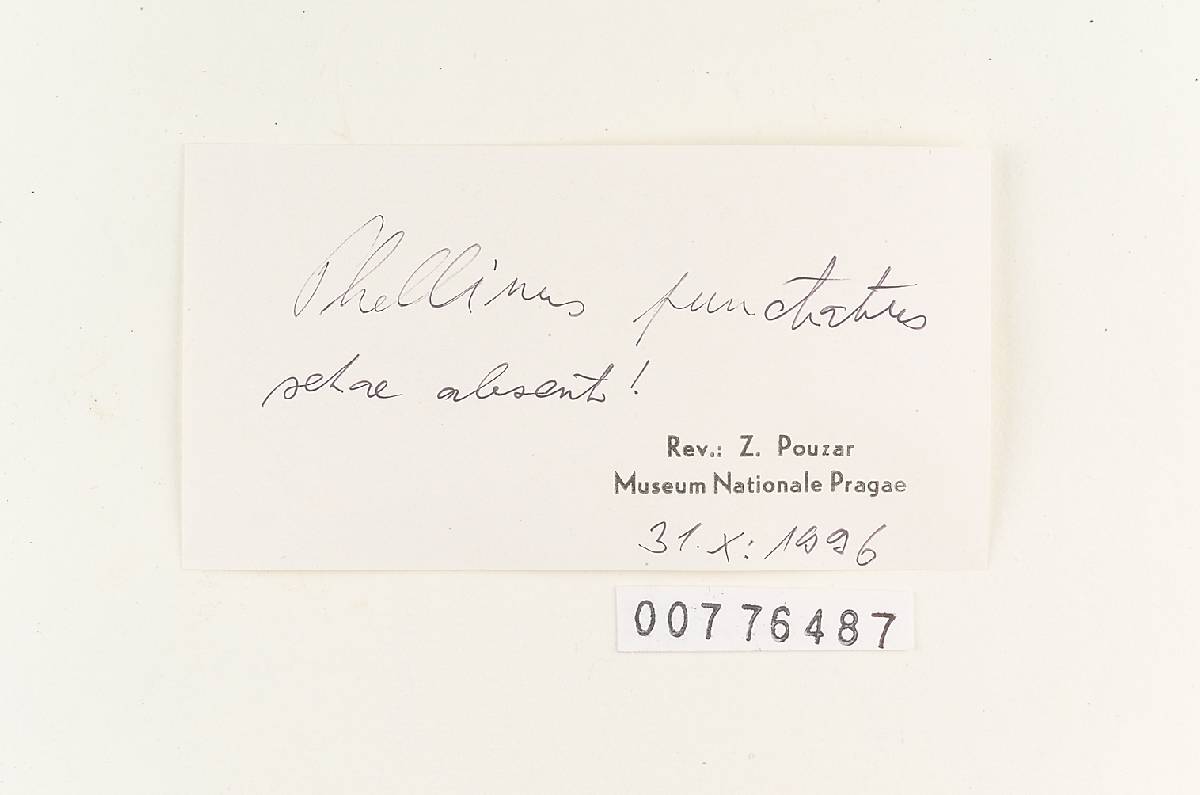 Phellinus punctatus
setae absent!
Rev.: Z. Pouzar
Museum Nationale Pragae
31. X: 1996
00776487